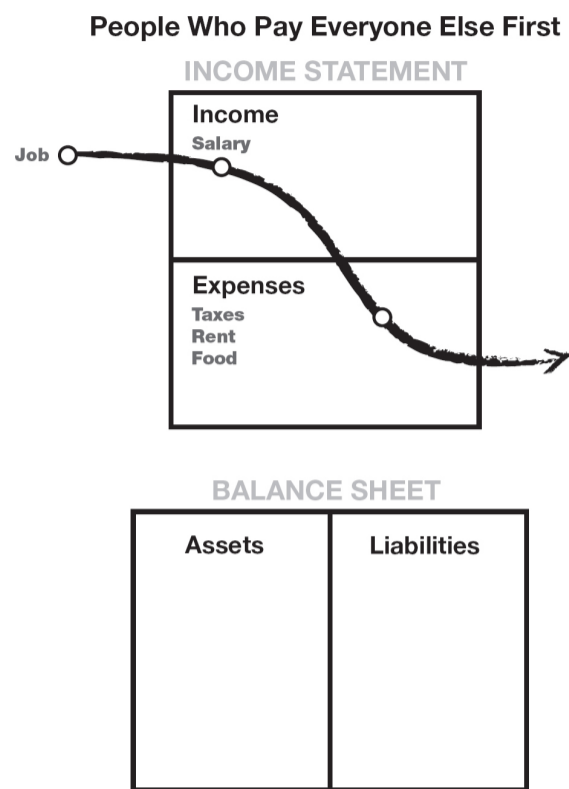 People Who Pay Everyone Else First
INCOME STATEMENT
Income
Salary
Job
Expenses
Taxes
Rent
Food
BALANCE SHEET
Assets
Liabilities